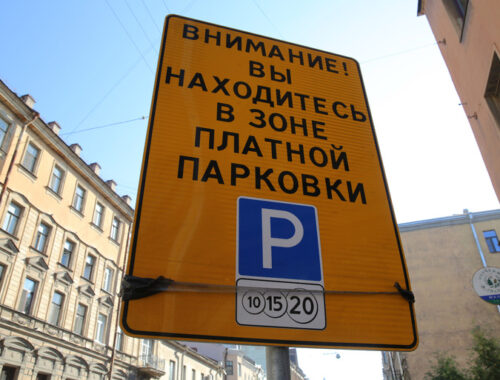 ВНИМАНИЕ!
ВЫ
НАХОДИТЕСЬ
В ЗОНЕ
ПЛАТНОЙ
ПАРКОВКИ
P
10 15 20